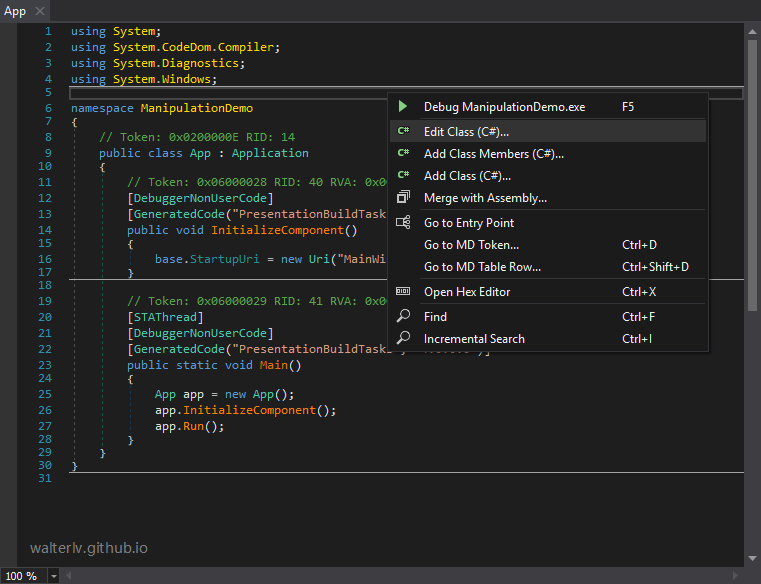 App
1 using System;
2 using System.CodeDom.Compiler;
3 using System.Diagnostics;
4 using System.Windows;
5
6 namespace ManipulationDemo
7 {
8 // Token: 0x0200000E RID: 14
9 public class App : Application
10 {
11 // Token: 0x06000028 RID: 40 RVA: 0x0
12 [DebuggerNonUserCode]
13 [GeneratedCode("PresentationBuildTask
14 public void InitializeComponent()
15 {
16 base.StartupUri = new Uri("MainWi
17 }
18
19 // Token: 0x06000029 RID: 41 RVA: 0x0
20 [STAThread]
21 [DebuggerNonUserCode]
22 [GeneratedCode("PresentationBuildTasks
23 public static void Main()
24 {
25 App app = new App();
26 app.InitializeComponent();
27 app.Run();
28 }
29 }
30 }
31
Debug ManipulationDemo.exe F5
C# Edit Class (C#)...
C# Add Class Members (C#)...
C# Add Class (C#)...
Merge with Assembly...
Go to Entry Point
Go to MD Token... Ctrl+D
Go to MD Table Row... Ctrl+Shift+D
Open Hex Editor Ctrl+X
Find Ctrl+F
Incremental Search Ctrl+I
walterlv.github.io
100 %